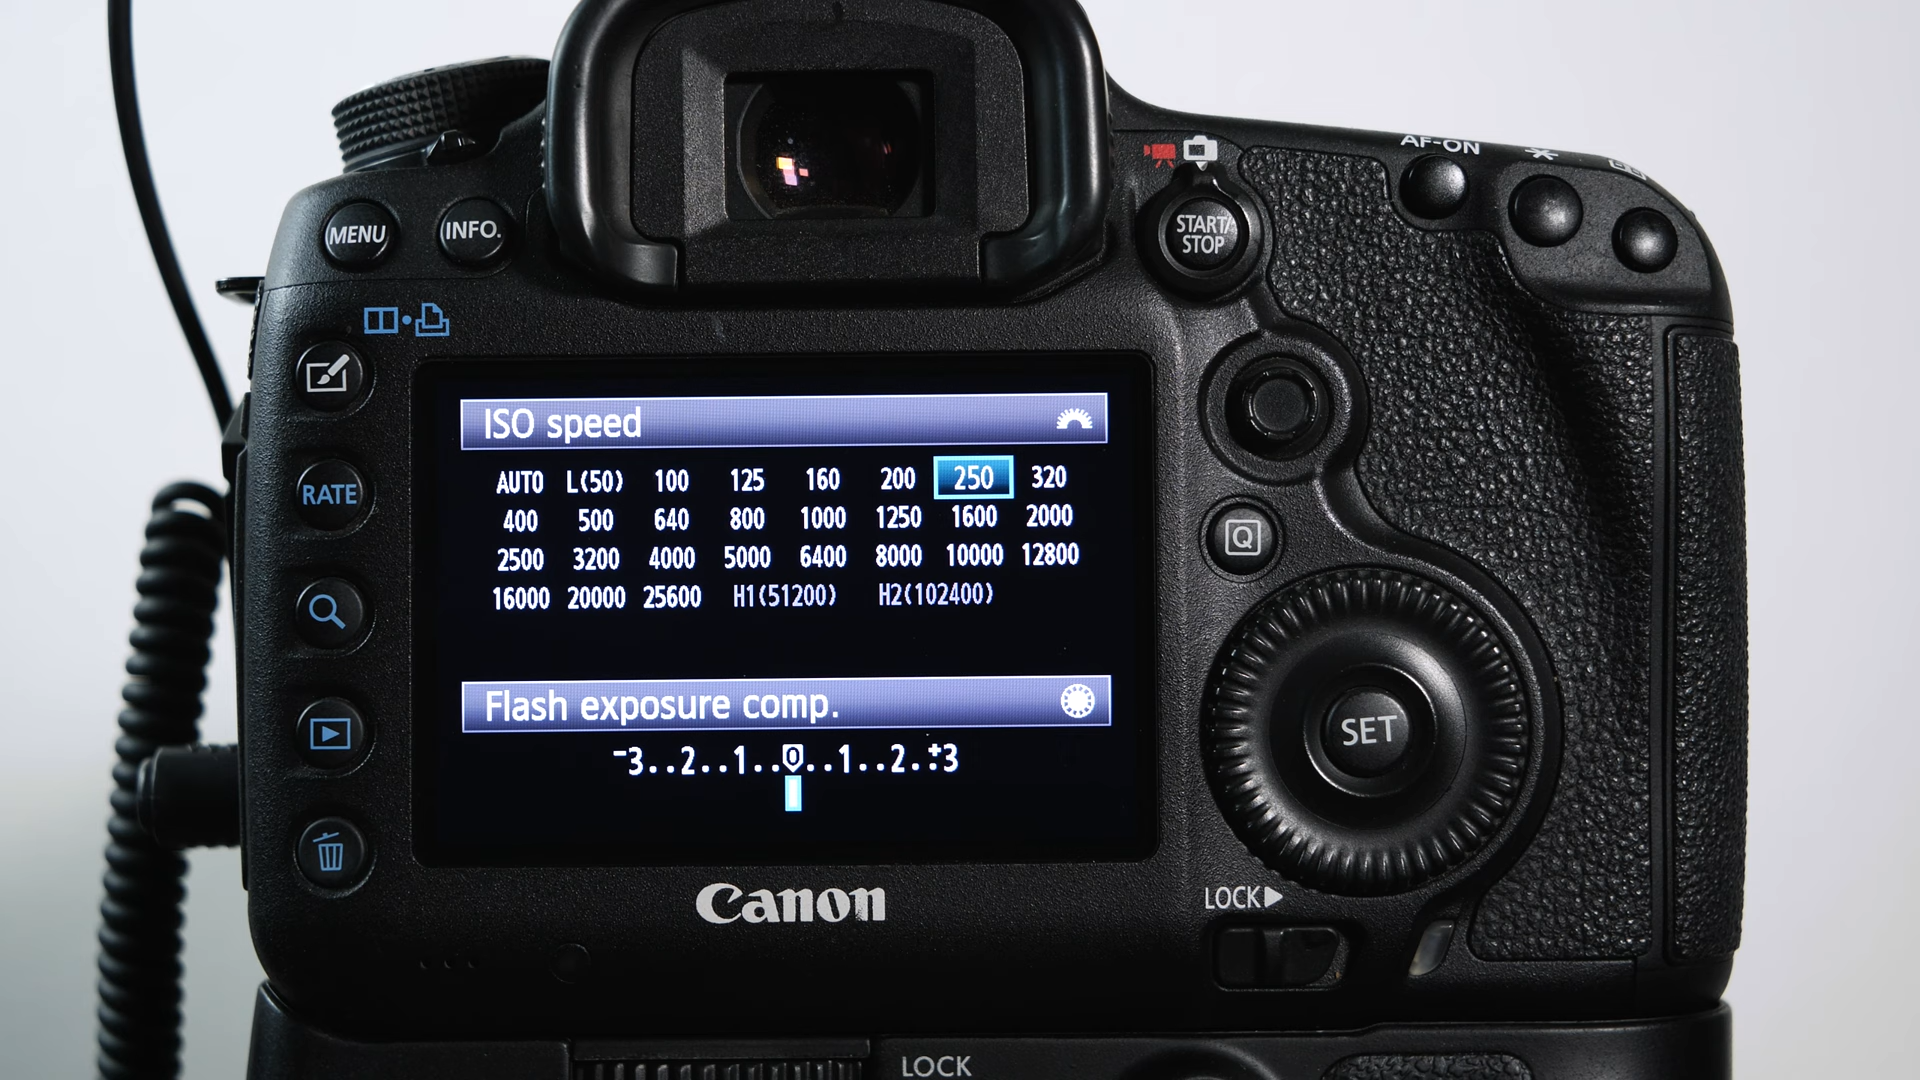 AF-ON
MENU INFO.
START/
STOP
RATE
ISO speed
AUTO L(50) 100 125 160 200 250 320
400 500 640 800 1000 1250 1600 2000
2500 3200 4000 5000 6400 8000 10000 12800
16000 20000 25600 H1(51200) H2(102400)
Q
Flash exposure comp.
-3..2..1..0..1..2.:+3
SET
Canon
LOCK▶
LOCK